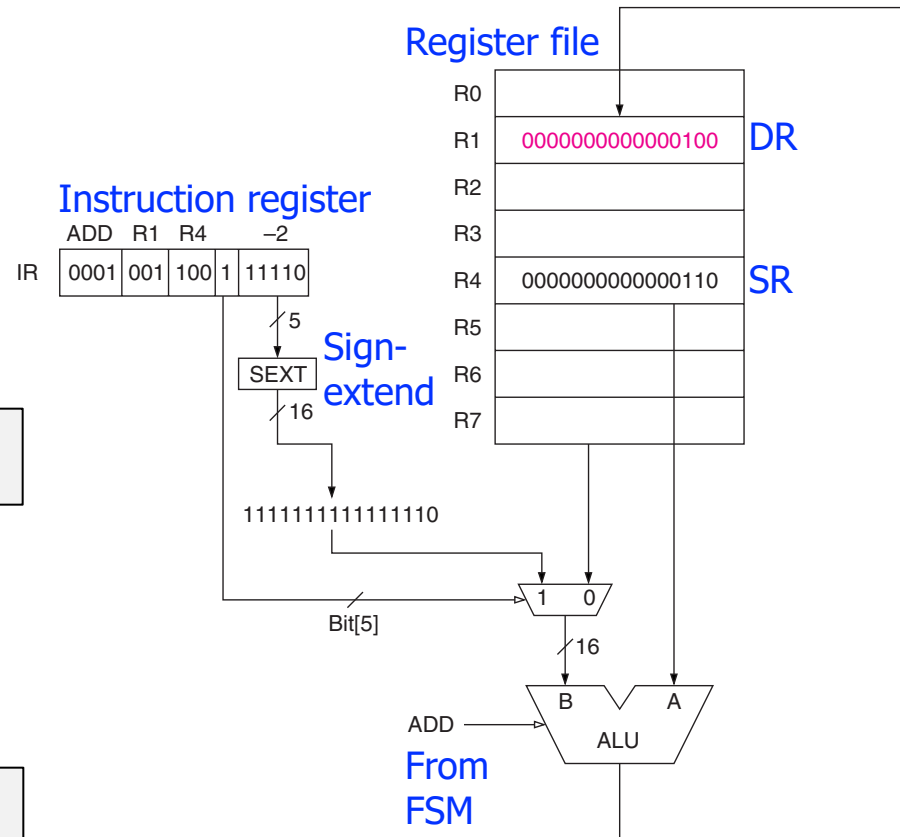 Register file
R0
R1 0000000000000100 DR
R2
Instruction register
ADD R1 R4 –2
R3
IR 0001 001 100 1 11110
R4 0000000000000110 SR
5
R5
Sign-
extend
SEXT
R6
16
R7
1111111111111110
1 0
Bit[5]
16
B A
ADD
ALU
From
FSM